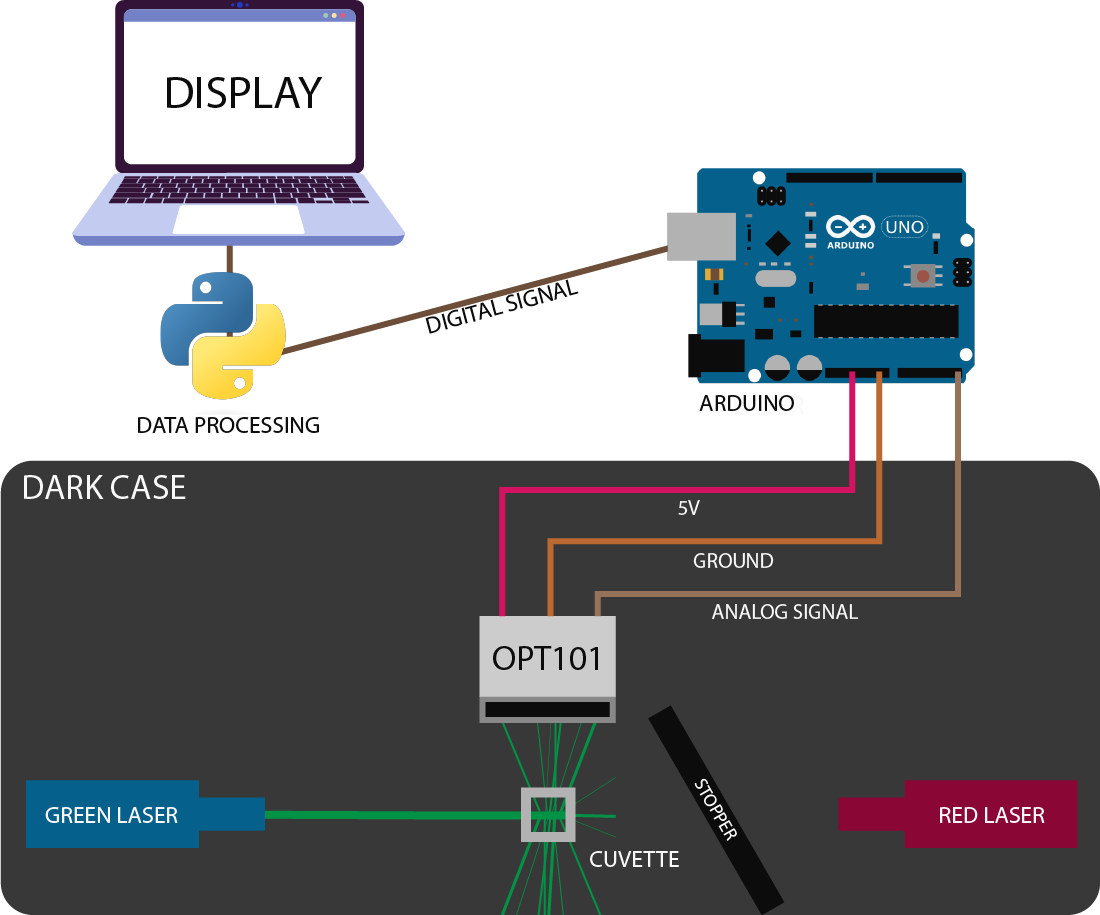 DISPLAY
UNO
ARDUINO
DIGITAL SIGNAL
ARDUINO
DATA PROCESSING
DARK CASE
5V
GROUND
ANALOG SIGNAL
OPT101
STOPPER
GREEN LASER
RED LASER
CUVETTE